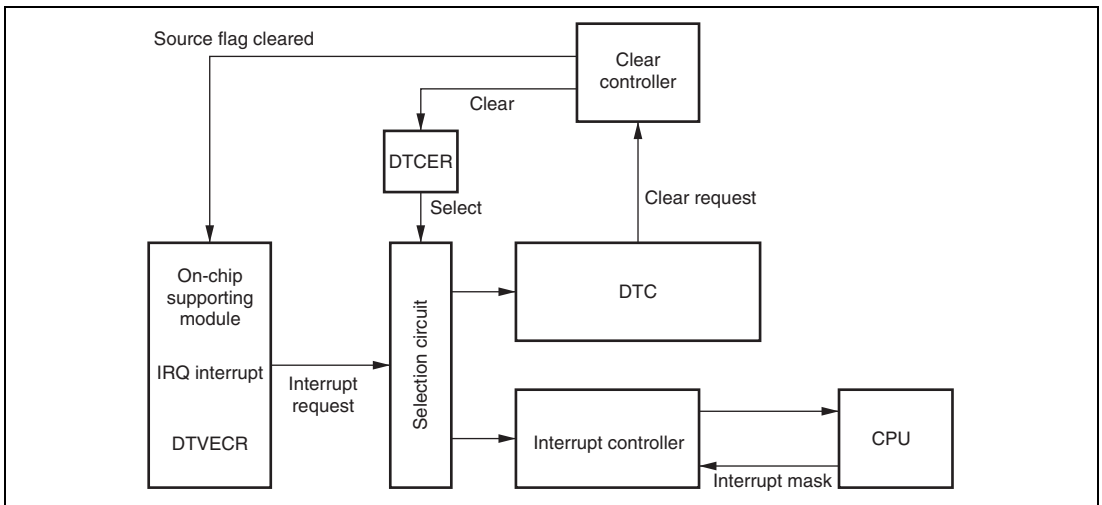 Source flag cleared
Clear
controller
Clear
DTCER
Clear request
Select
On-chip
supporting
module
DTC
Selection circuit
IRQ interrupt
Interrupt
request
DTVECR
Interrupt controller
CPU
Interrupt mask